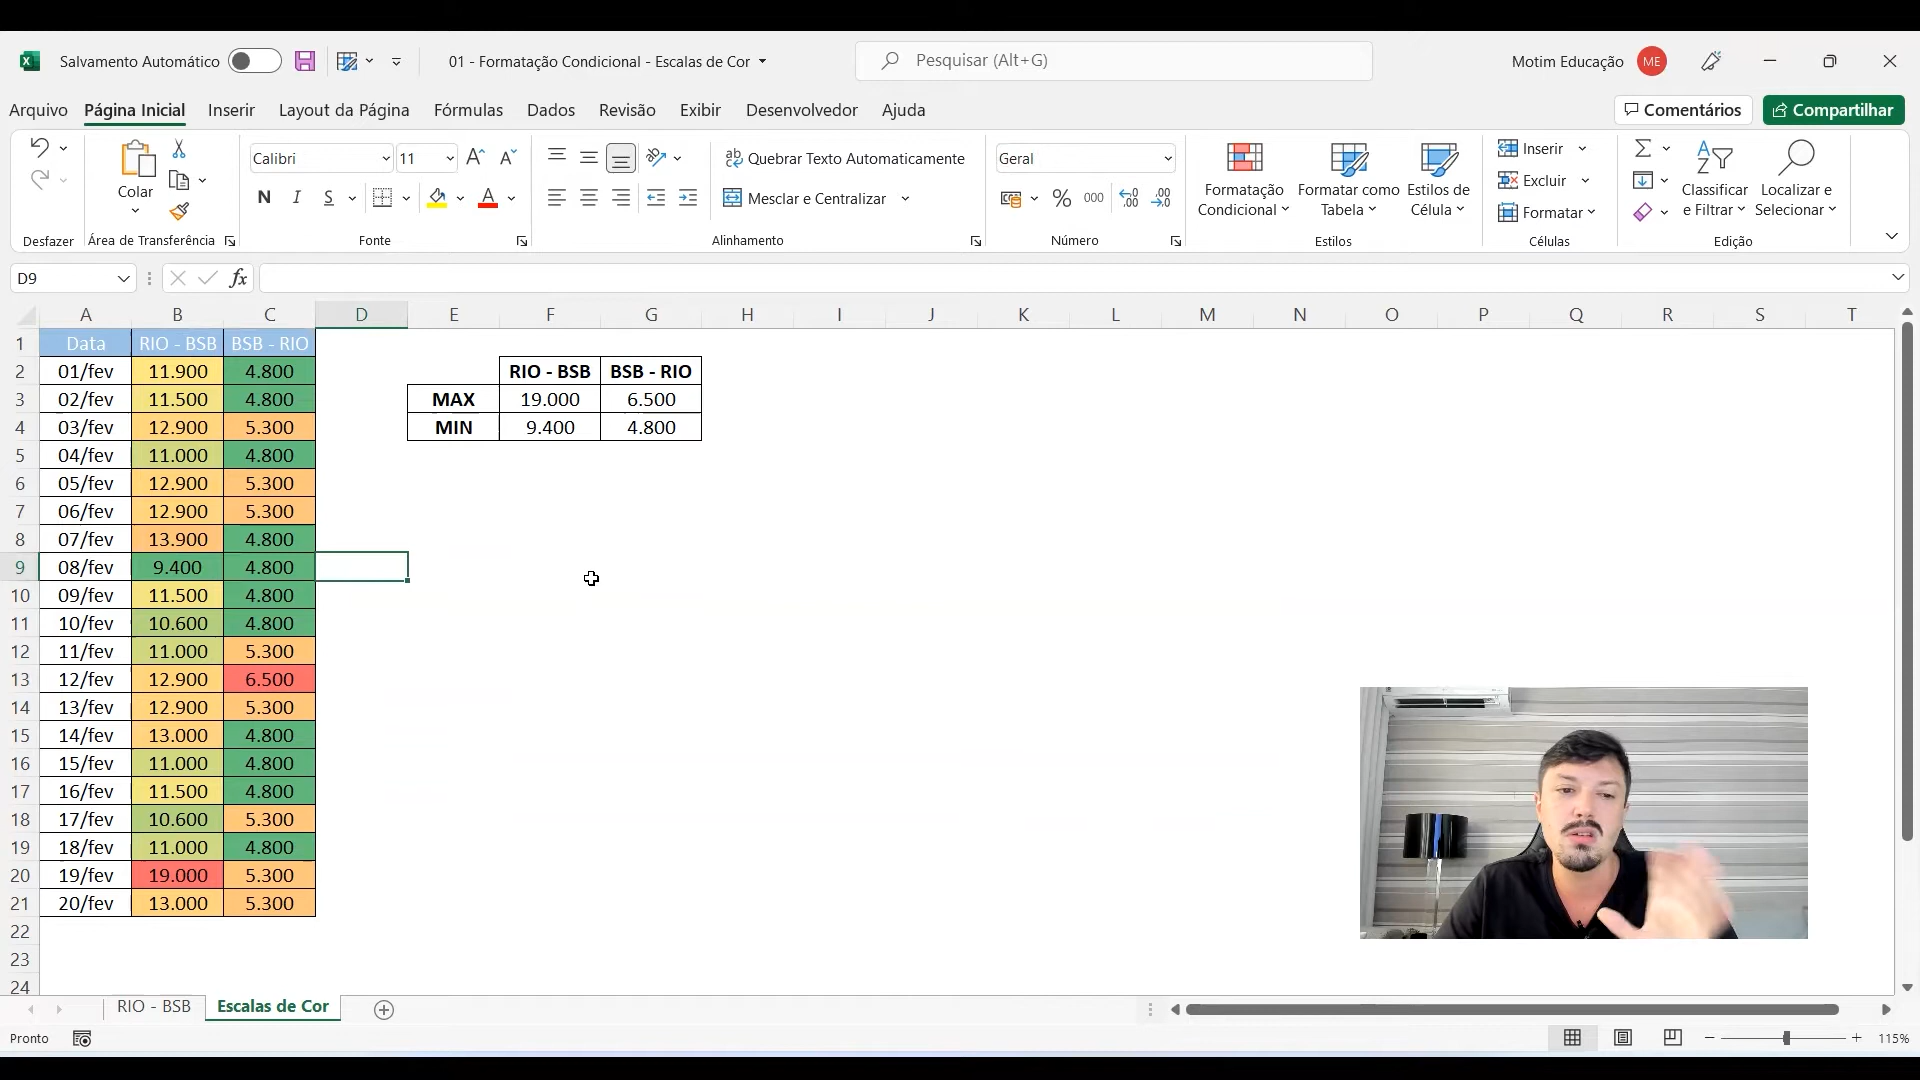 Salvamento Automático
01 - Formatação Condicional - Escalas de Cor
Pesquisar (Alt+G)
Motim Educação
ME
Arquivo Página Inicial Inserir Layout da Página Fórmulas Dados Revisão Exibir Desenvolvedor Ajuda
Comentários
Compartilhar
Colar
Desfazer
Área de Transferência
Calibri 11
N I S
Fonte
Quebrar Texto Automaticamente
Mesclar e Centralizar
Alinhamento
Geral
% 000
Número
Formatação Condicional
Formatar como Tabela
Estilos de Célula
Estilos
Inserir
Excluir
Formatar
Células
Classificar e Filtrar
Localizar e Selecionar
Edição
D9
fx
A B C D E F G H I J K L M N O P Q R S T
1 Data RIO - BSB BSB - RIO
2 01/fev 11.900 4.800 RIO - BSB BSB - RIO
3 02/fev 11.500 4.800 MAX 19.000 6.500
4 03/fev 12.900 5.300 MIN 9.400 4.800
5 04/fev 11.000 4.800
6 05/fev 12.900 5.300
7 06/fev 12.900 5.300
8 07/fev 13.900 4.800
9 08/fev 9.400 4.800
10 09/fev 11.500 4.800
11 10/fev 10.600 4.800
12 11/fev 11.000 5.300
13 12/fev 12.900 6.500
14 13/fev 12.900 5.300
15 14/fev 13.000 4.800
16 15/fev 11.000 4.800
17 16/fev 11.500 4.800
18 17/fev 10.600 5.300
19 18/fev 11.000 4.800
20 19/fev 19.000 5.300
21 20/fev 13.000 5.300
22
23
24
RIO - BSB Escalas de Cor
Pronto
115%